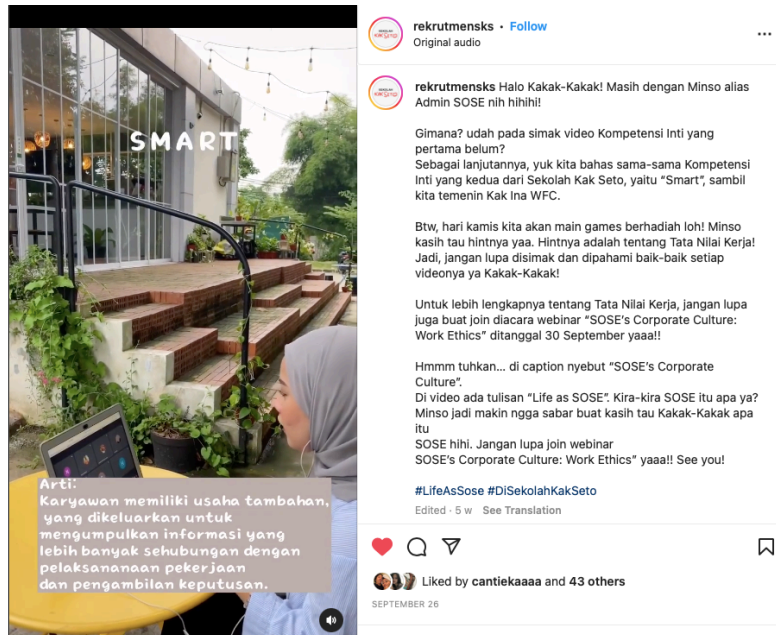 SMART
Arti:
Karyawan memiliki usaha tambahan,
yang dikeluarkan untuk
mengumpulkan informasi yang
lebih banyak sehubungan dengan
pelaksananaan pekerjaan
dan pengambilan keputusan.
rekrutmensks • Follow
Original audio
rekrutmensks Halo Kakak-Kakak! Masih dengan Minso alias
Admin SOSE nih hihihi!
Gimana? udah pada simak video Kompetensi Inti yang
pertama belum?
Sebagai lanjutannya, yuk kita bahas sama-sama Kompetensi
Inti yang kedua dari Sekolah Kak Seto, yaitu “Smart”, sambil
kita temenin Kak Ina WFC.
Btw, hari kamis kita akan main games berhadiah loh! Minso
kasih tau hintnya yaa. Hintnya adalah tentang Tata Nilai Kerja!
Jadi, jangan lupa disimak dan dipahami baik-baik setiap
videonya ya Kakak-Kakak!
Untuk lebih lengkapnya tentang Tata Nilai Kerja, jangan lupa
juga buat join diacara webinar “SOSE’s Corporate Culture:
Work Ethics” ditanggal 30 September yaaa!!
Hmmm tuhkan... di caption nyebut “SOSE’s Corporate
Culture”.
Di video ada tulisan “Life as SOSE”. Kira-kira SOSE itu apa ya?
Minso jadi makin ngga sabar buat kasih tau Kakak-Kakak apa
itu
SOSE hihi. Jangan lupa join webinar
SOSE’s Corporate Culture: Work Ethics” yaaa!! See you!
#LifeAsSose #DiSekolahKakSeto
Edited · 5 w See Translation
Liked by cantiekaaaa and 43 others
SEPTEMBER 26